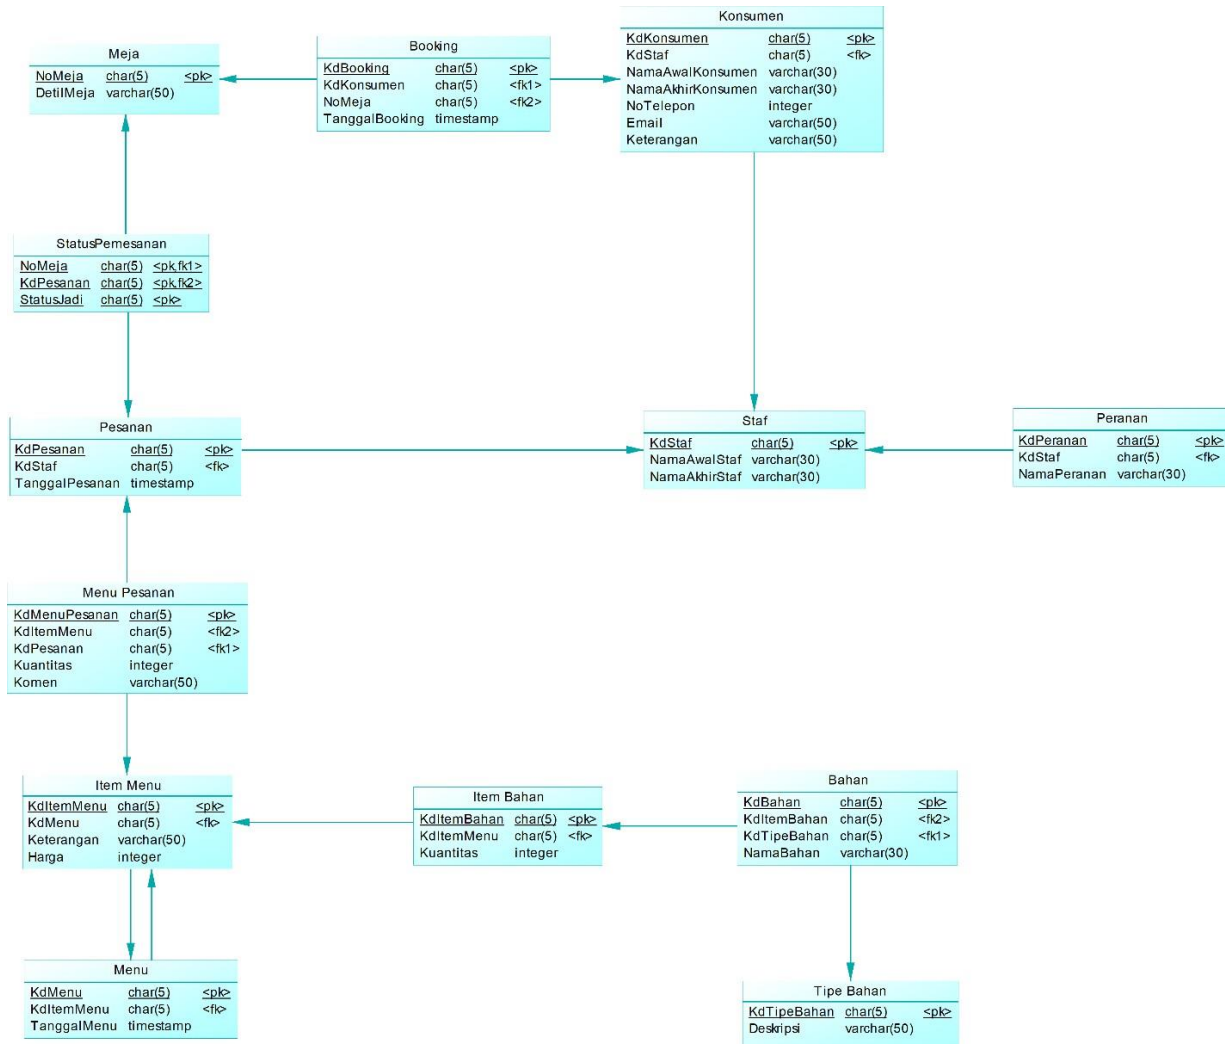 Meja
NoMeja char(5) <pk>
DetilMeja varchar(50)
Booking
KdBooking char(5) <pk>
KdKonsumen char(5) <fk1>
NoMeja char(5) <fk2>
TanggalBooking timestamp
Konsumen
KdKonsumen char(5) <pk>
KdStaf char(5) <fk>
NamaAwalKonsumen varchar(30)
NamaAkhirKonsumen varchar(30)
NoTelepon integer
Email varchar(50)
Keterangan varchar(50)
StatusPemesanan
NoMeja char(5) <pk,fk1>
KdPesanan char(5) <pk,fk2>
StatusJadi char(5) <pk>
Pesanan
KdPesanan char(5) <pk>
KdStaf char(5) <fk>
TanggalPesanan timestamp
Staf
KdStaf char(5) <pk>
NamaAwalStaf varchar(30)
NamaAkhirStaf varchar(30)
Peranan
KdPeranan char(5) <pk>
KdStaf char(5) <fk>
NamaPeranan varchar(30)
Menu Pesanan
KdMenuPesanan char(5) <pk>
KdItemMenu char(5) <fk2>
KdPesanan char(5) <fk1>
Kuantitas integer
Komen varchar(50)
Item Menu
KdItemMenu char(5) <pk>
KdMenu char(5) <fk>
Keterangan varchar(50)
Harga integer
Item Bahan
KdItemBahan char(5) <pk>
KdItemMenu char(5) <fk>
Kuantitas integer
Bahan
KdBahan char(5) <pk>
KdItemBahan char(5) <fk2>
KdTipeBahan char(5) <fk1>
NamaBahan varchar(30)
Menu
KdMenu char(5) <pk>
KdItemMenu char(5) <fk>
TanggalMenu timestamp
Tipe Bahan
KdTipeBahan char(5) <pk>
Deskripsi varchar(50)